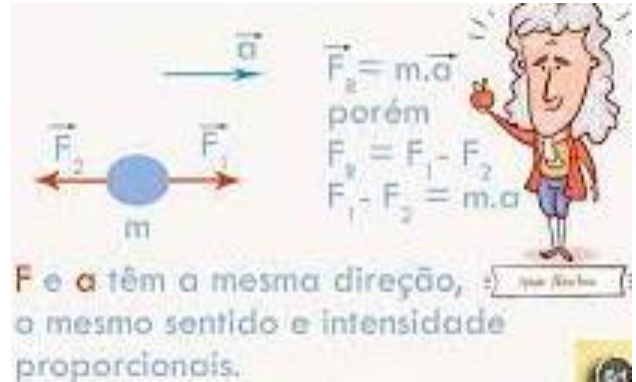 a
F₂
F₁
m
F_R = m.a
porém
F_R = F₁ - F₂
F₁ - F₂ = m.a
F e a têm a mesma direção,
o mesmo sentido e intensidade
proporcionais.